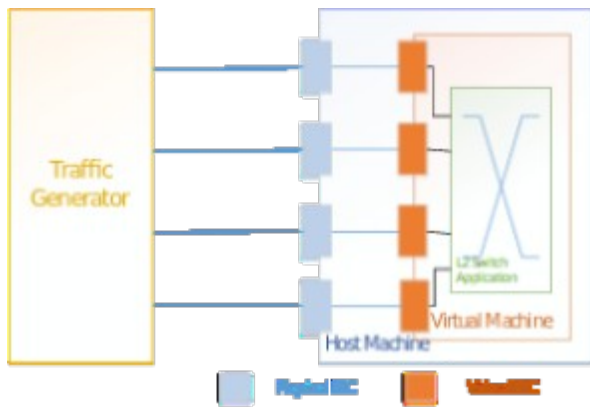 Traffic
Generator
L2 Switch
Application
Virtual Machine
Host Machine